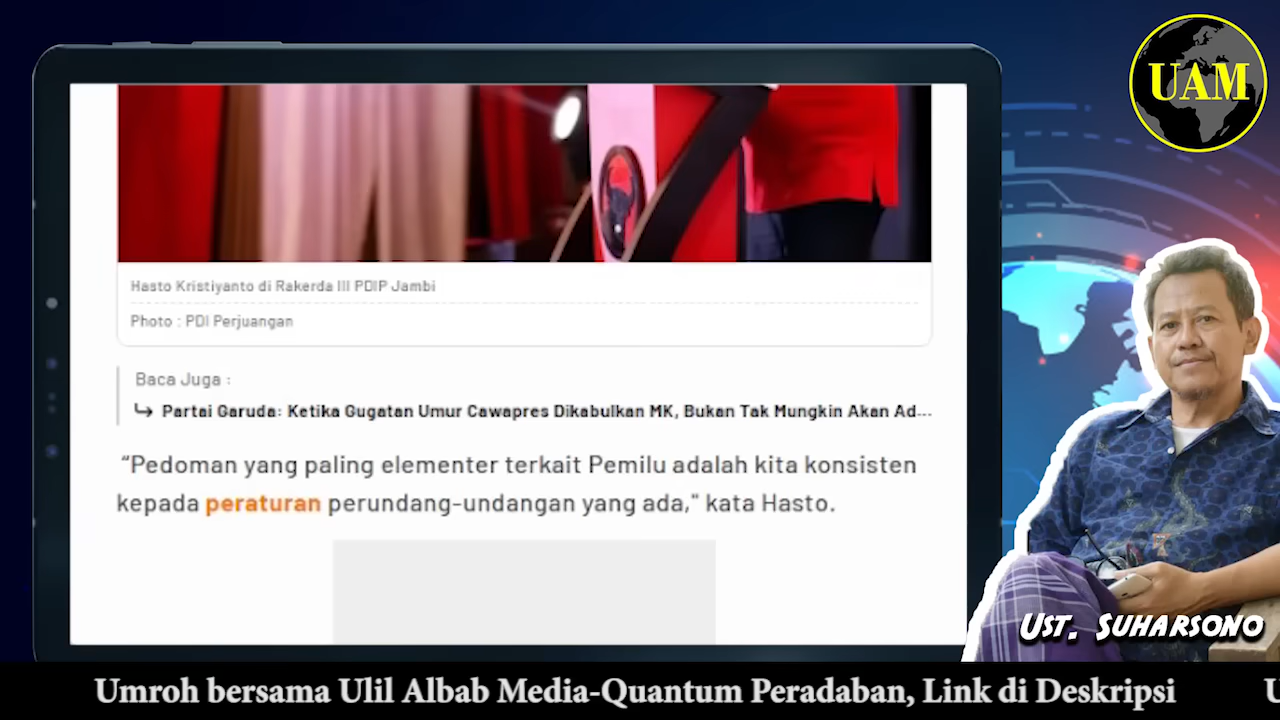 UAM
Hasto Kristiyanto di Rakerda III PDIP Jambi
Photo : PDI Perjuangan
Baca Juga :
Partai Garuda: Ketika Gugatan Umur Cawapres Dikabulkan MK, Bukan Tak Mungkin Akan Ad...
“Pedoman yang paling elementer terkait Pemilu adalah kita konsisten
kepada peraturan perundang-undangan yang ada," kata Hasto.
Ust. Suharsono
Umroh bersama Ulil Albab Media-Quantum Peradaban, Link di Deskripsi